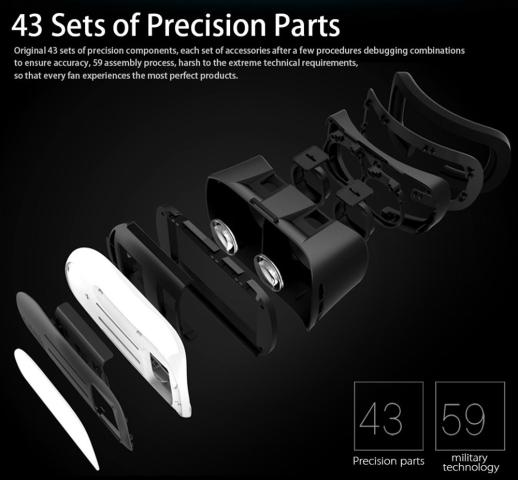 43 Sets of Precision Parts
Original 43 sets of precision components, each set of accessories after a few procedures debugging combinations
to ensure accuracy, 59 assembly process, harsh to the extreme technical requirements,
so that every fan experiences the most perfect products.
43
Precision parts
59
military
technology